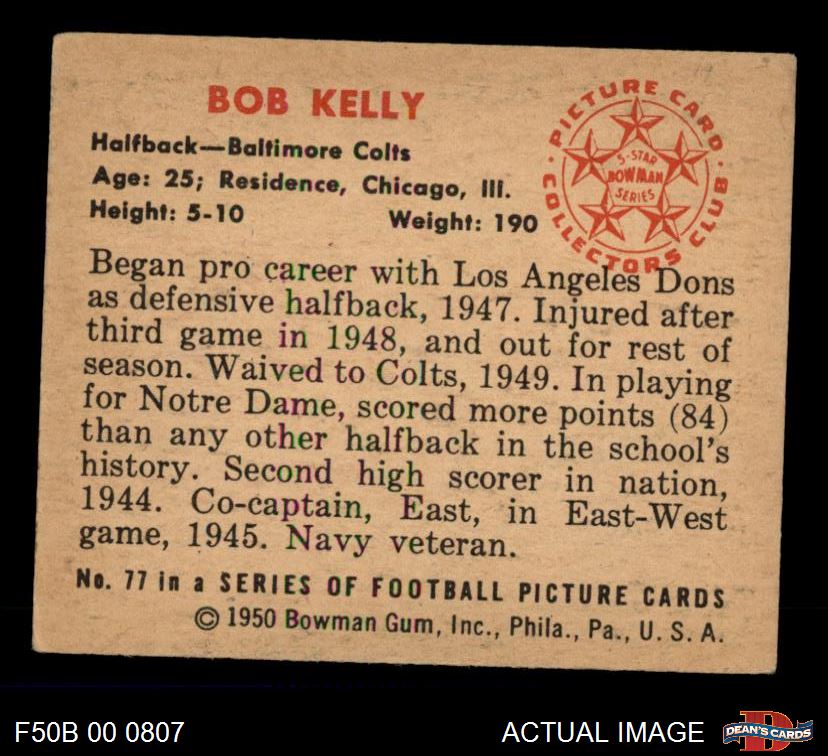 BOB KELLY
Halfback—Baltimore Colts
Age: 25; Residence, Chicago, Ill.
Height: 5-10 Weight: 190
PICTURE CARD
COLLECTORS CLUB
5-STAR
BOWMAN
SERIES
Began pro career with Los Angeles Dons
as defensive halfback, 1947. Injured after
third game in 1948, and out for rest of
season. Waived to Colts, 1949. In playing
for Notre Dame, scored more points (84)
than any other halfback in the school's
history. Second high scorer in nation,
1944. Co-captain, East, in East-West
game, 1945. Navy veteran.
No. 77 in a SERIES OF FOOTBALL PICTURE CARDS
© 1950 Bowman Gum, Inc., Phila., Pa., U. S. A.
F50B 00 0807 ACTUAL IMAGE
D
DEAN'S CARDS